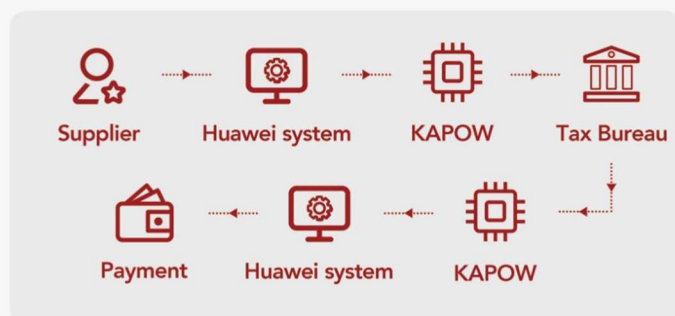 Supplier
Huawei system
KAPOW
Tax Bureau
Payment
Huawei system
KAPOW